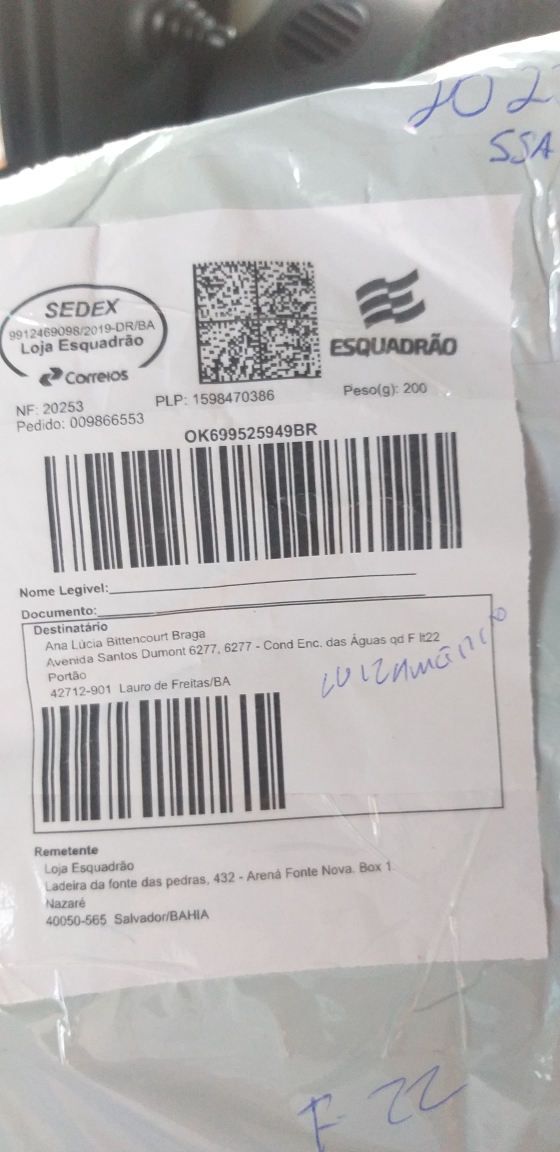 202
SSA
SEDEX
9912469098/2019-DR/BA
Loja Esquadrão
Correios
ESQUADRÃO
NF: 20253
PLP: 1598470386
Peso(g): 200
Pedido: 009866553
OK699525949BR
Nome Legível:
Documento:
Destinatário
Ana Lúcia Bittencourt Braga
Avenida Santos Dumont 6277, 6277 - Cond Enc. das Águas qd F lt22
Portão
42712-901 Lauro de Freitas/BA
Remetente
Loja Esquadrão
Ladeira da fonte das pedras, 432 - Arená Fonte Nova. Box 1.
Nazaré
40050-565 Salvador/BAHIA
F 22